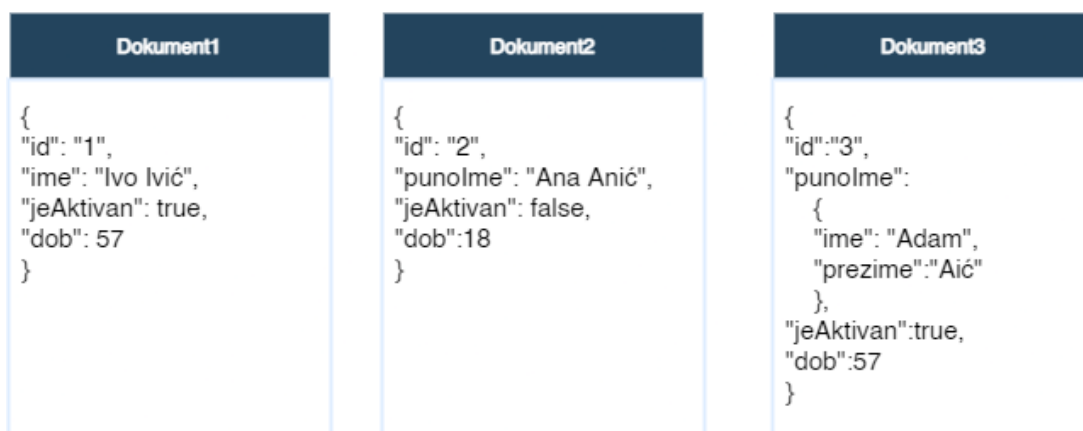 Dokument1
{
"id": "1",
"ime": "Ivo Ivić",
"jeAktivan": true,
"dob": 57
}
Dokument2
{
"id": "2",
"punoIme": "Ana Anić",
"jeAktivan": false,
"dob":18
}
Dokument3
{
"id":"3",
"punoIme":
{
"ime": "Adam",
"prezime":"Aić"
},
"jeAktivan":true,
"dob":57
}